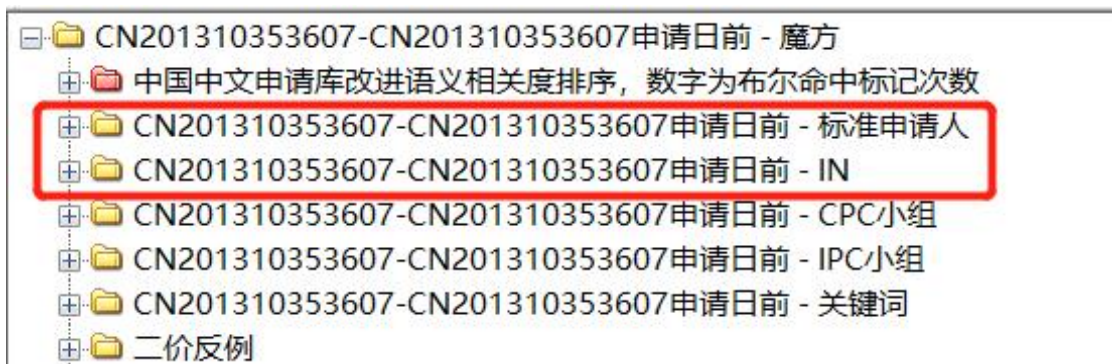 CN201310353607-CN201310353607申请日前 - 魔方
中国中文申请库改进语义相关度排序，数字为布尔命中标记次数
CN201310353607-CN201310353607申请日前 - 标准申请人
CN201310353607-CN201310353607申请日前 - IN
CN201310353607-CN201310353607申请日前 - CPC小组
CN201310353607-CN201310353607申请日前 - IPC小组
CN201310353607-CN201310353607申请日前 - 关键词
二价反例